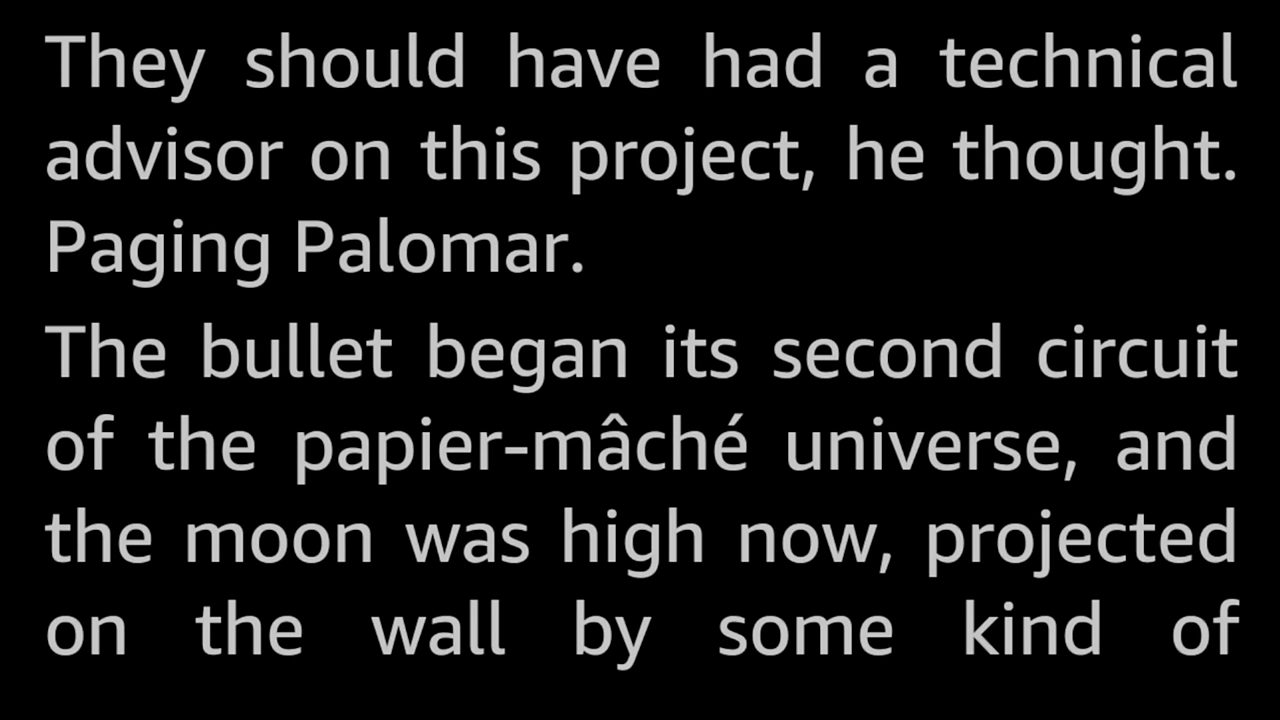 They should have had a technical
advisor on this project, he thought.
Paging Palomar.
The bullet began its second circuit
of the papier-mâché universe, and
the moon was high now, projected
on the wall by some kind of